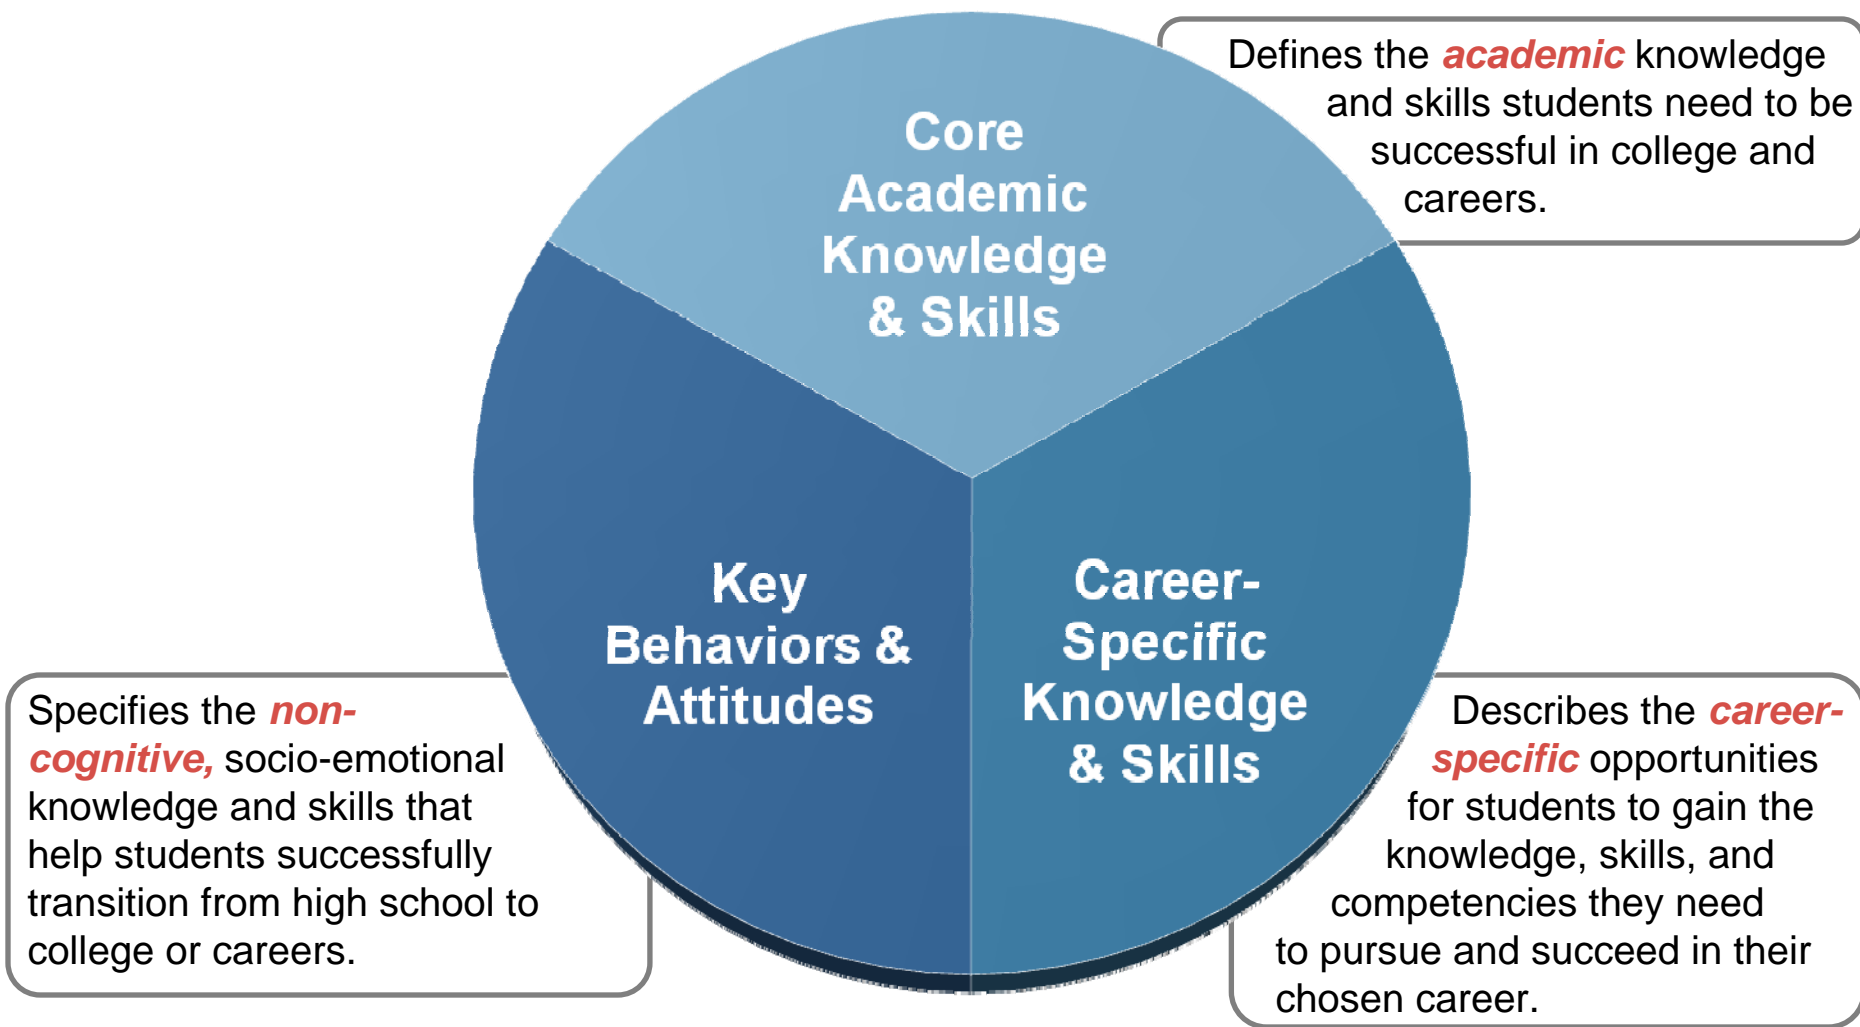 Defines the academic knowledge
and skills students need to be
successful in college and
careers.
Core
Academic
Knowledge
& Skills
Key
Behaviors &
Attitudes
Career-
Specific
Knowledge
& Skills
Specifies the non-
cognitive, socio-emotional
knowledge and skills that
help students successfully
transition from high school to
college or careers.
Describes the career-
specific opportunities
for students to gain the
knowledge, skills, and
competencies they need
to pursue and succeed in their
chosen career.